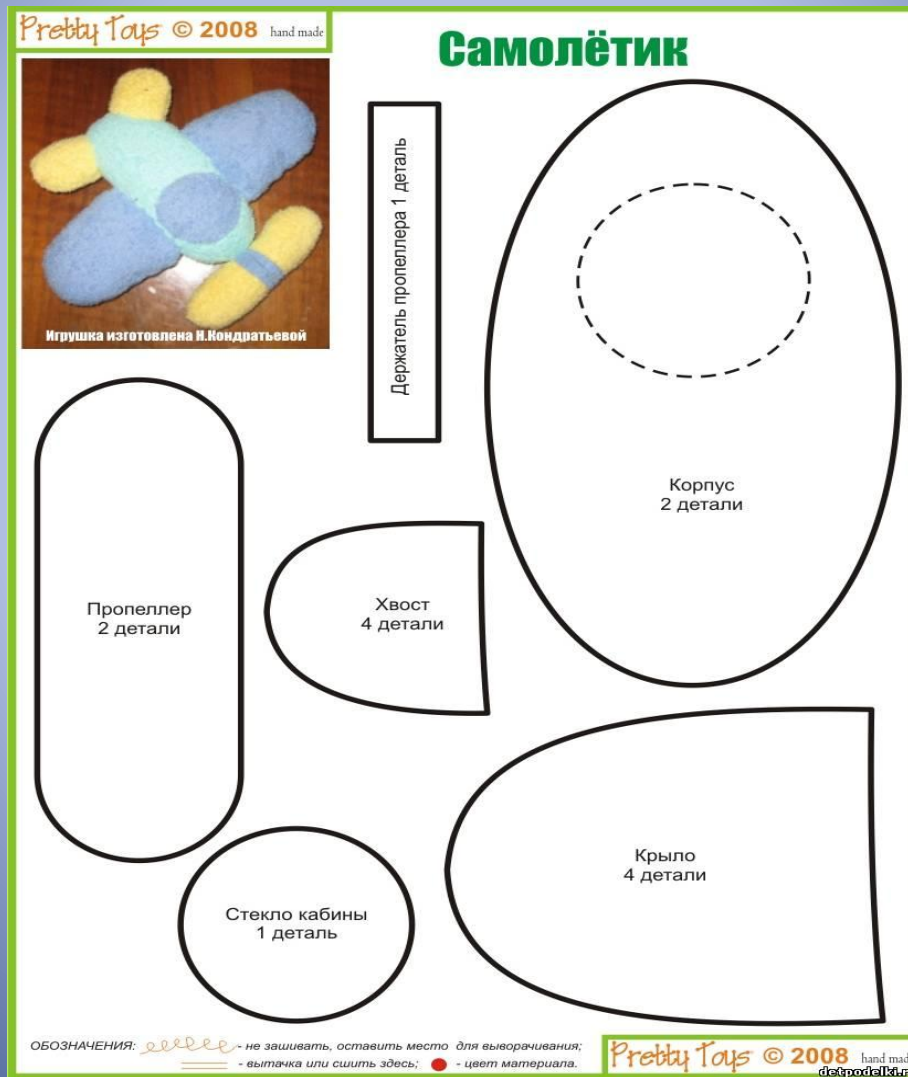 Pretty Toys © 2008 hand made
Самолётик
Игрушка изготовлена Н.Кондратьевой
Держатель пропеллера 1 деталь
Корпус
2 детали
Пропеллер
2 детали
Хвост
4 детали
Крыло
4 детали
Стекло кабины
1 деталь
ОБОЗНАЧЕНИЯ: - не зашивать, оставить место для выворачивания;
- вытачка или сшить здесь; - цвет материала.
Pretty Toys © 2008 hand mad